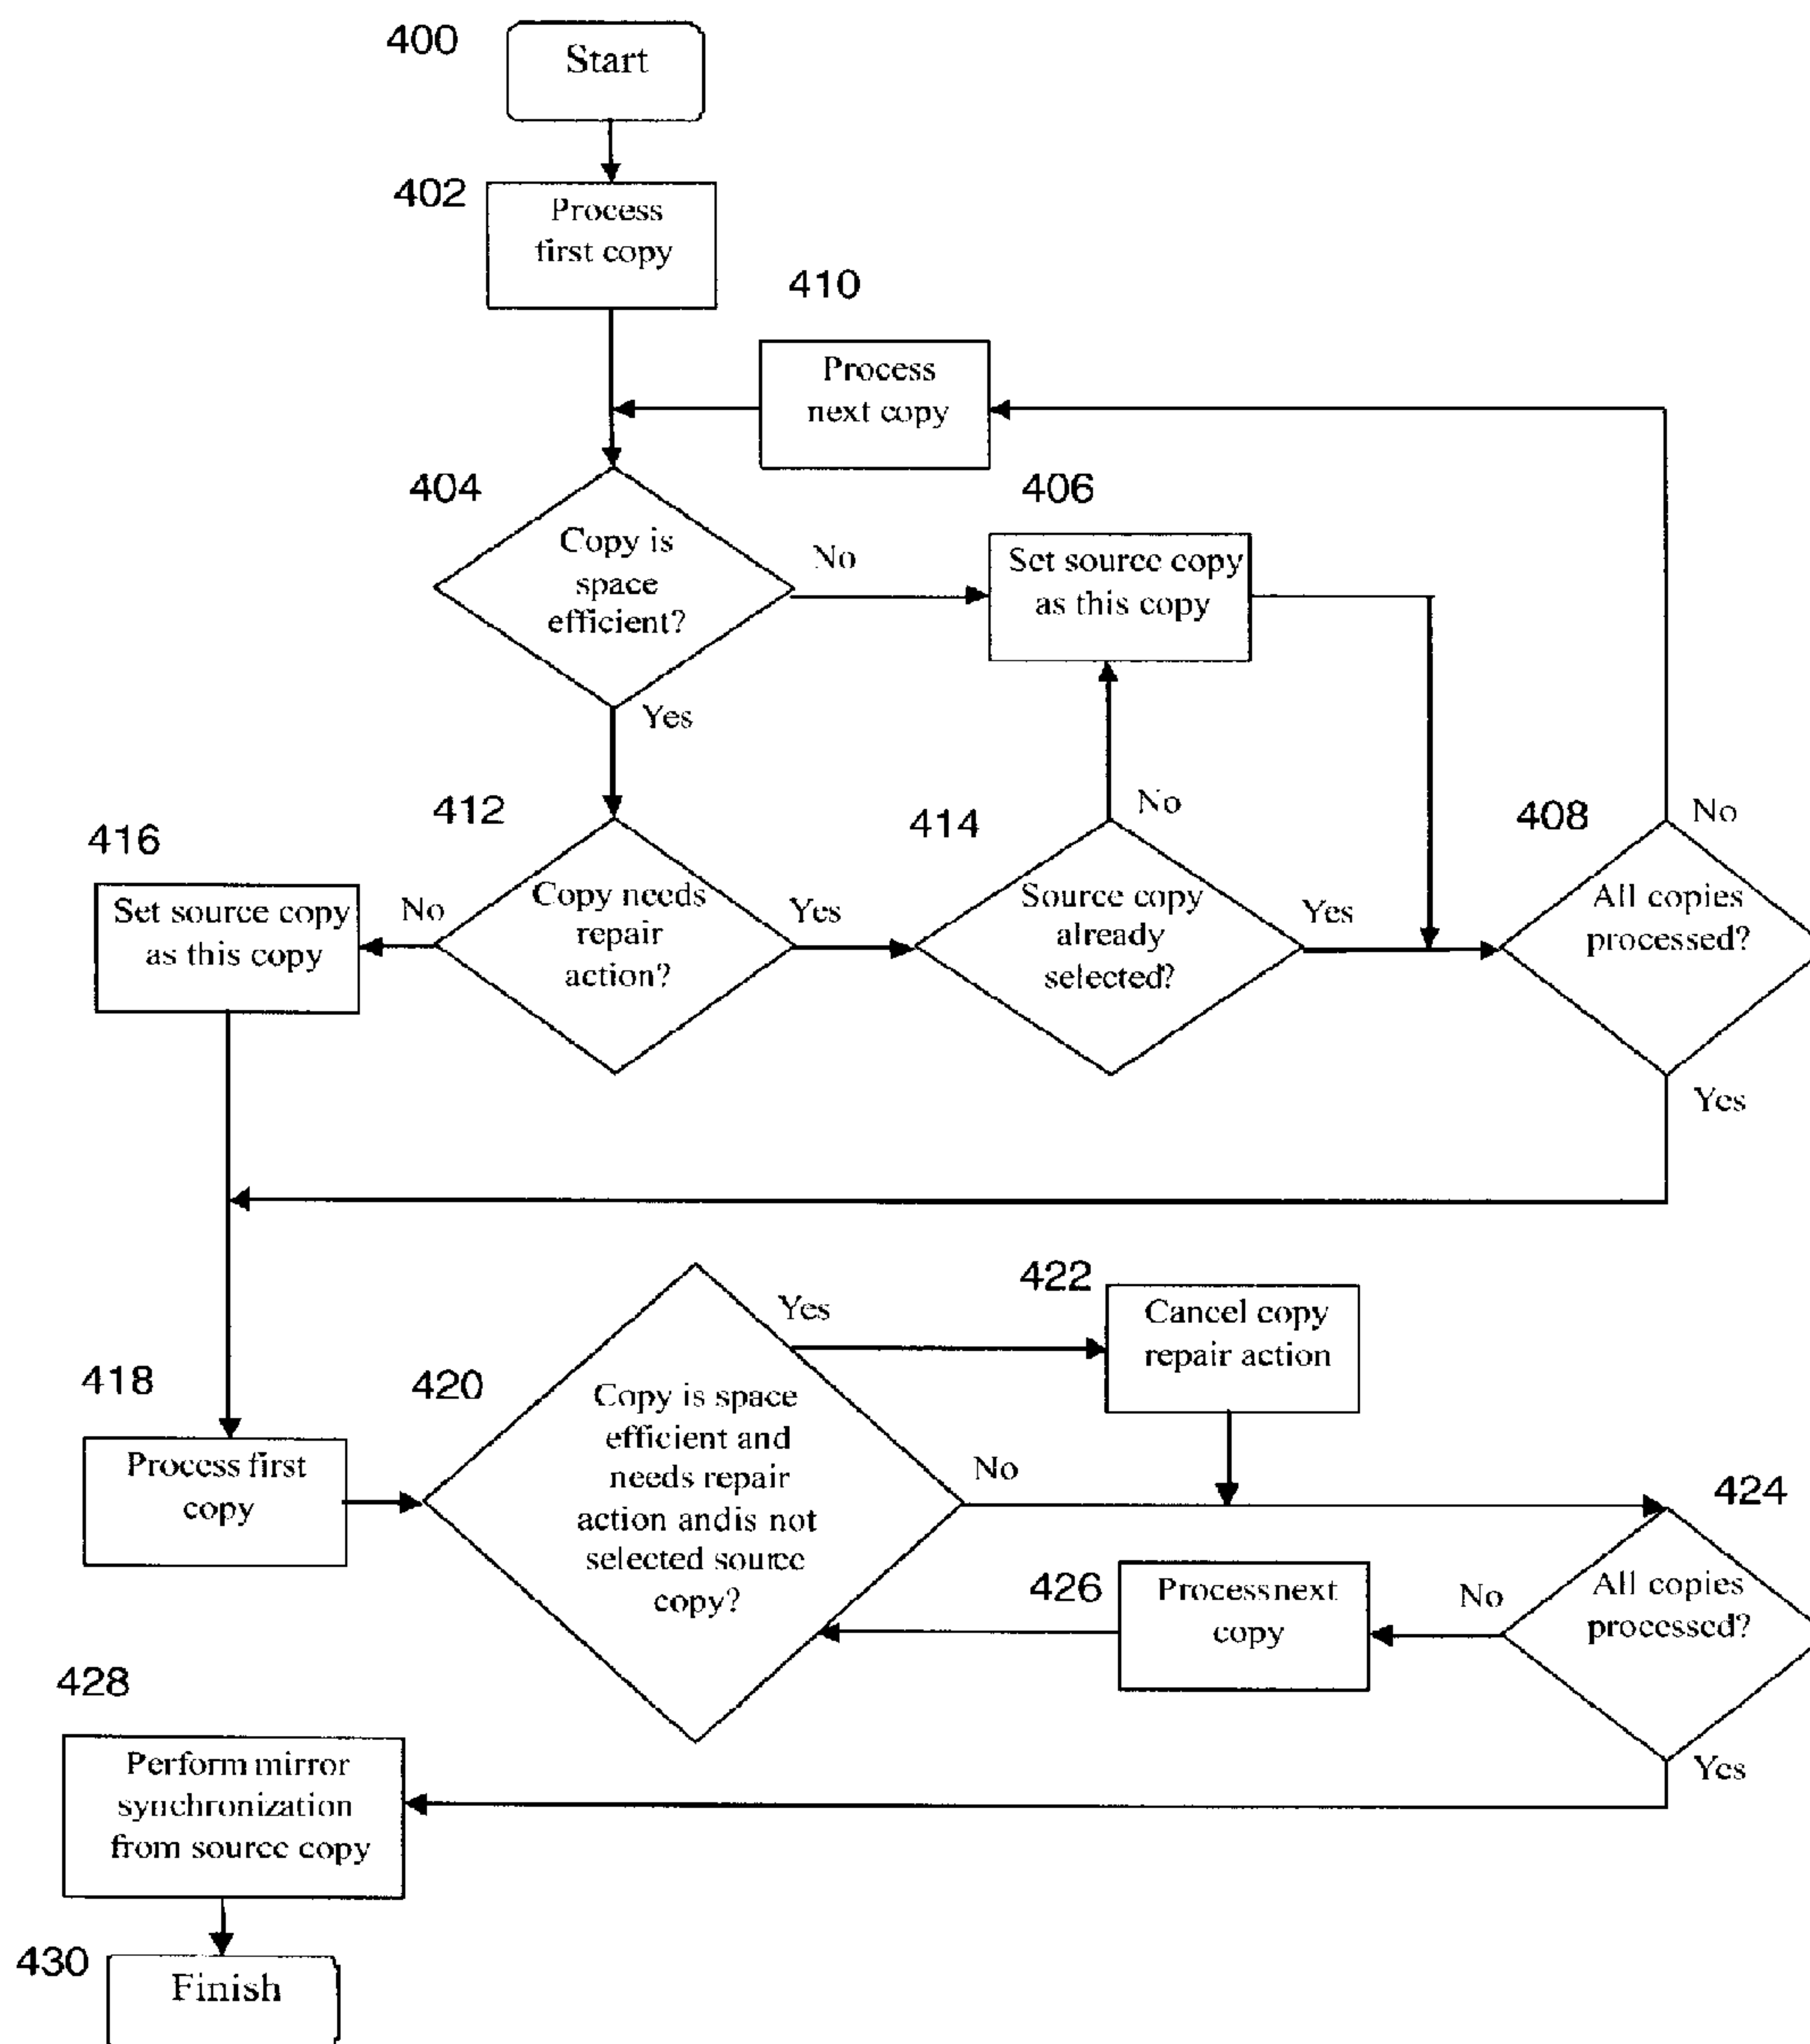 400
Start
402
Process
first copy
410
Process
next copy
404
Copy is
space
efficient?
No
Yes
406
Set source copy
as this copy
412
Copy needs
repair
action?
No
Yes
414
Source copy
already
selected?
No
Yes
408
All copies
processed?
No
Yes
416
Set source copy
as this copy
418
Process first
copy
420
Copy is space
efficient and
needs repair
action andis not
selected source
copy?
Yes
No
422
Cancel copy
repair action
424
All copies
processed?
No
Yes
426
Processnext
copy
428
Perform mirror
synchronization
from source copy
430
Finish